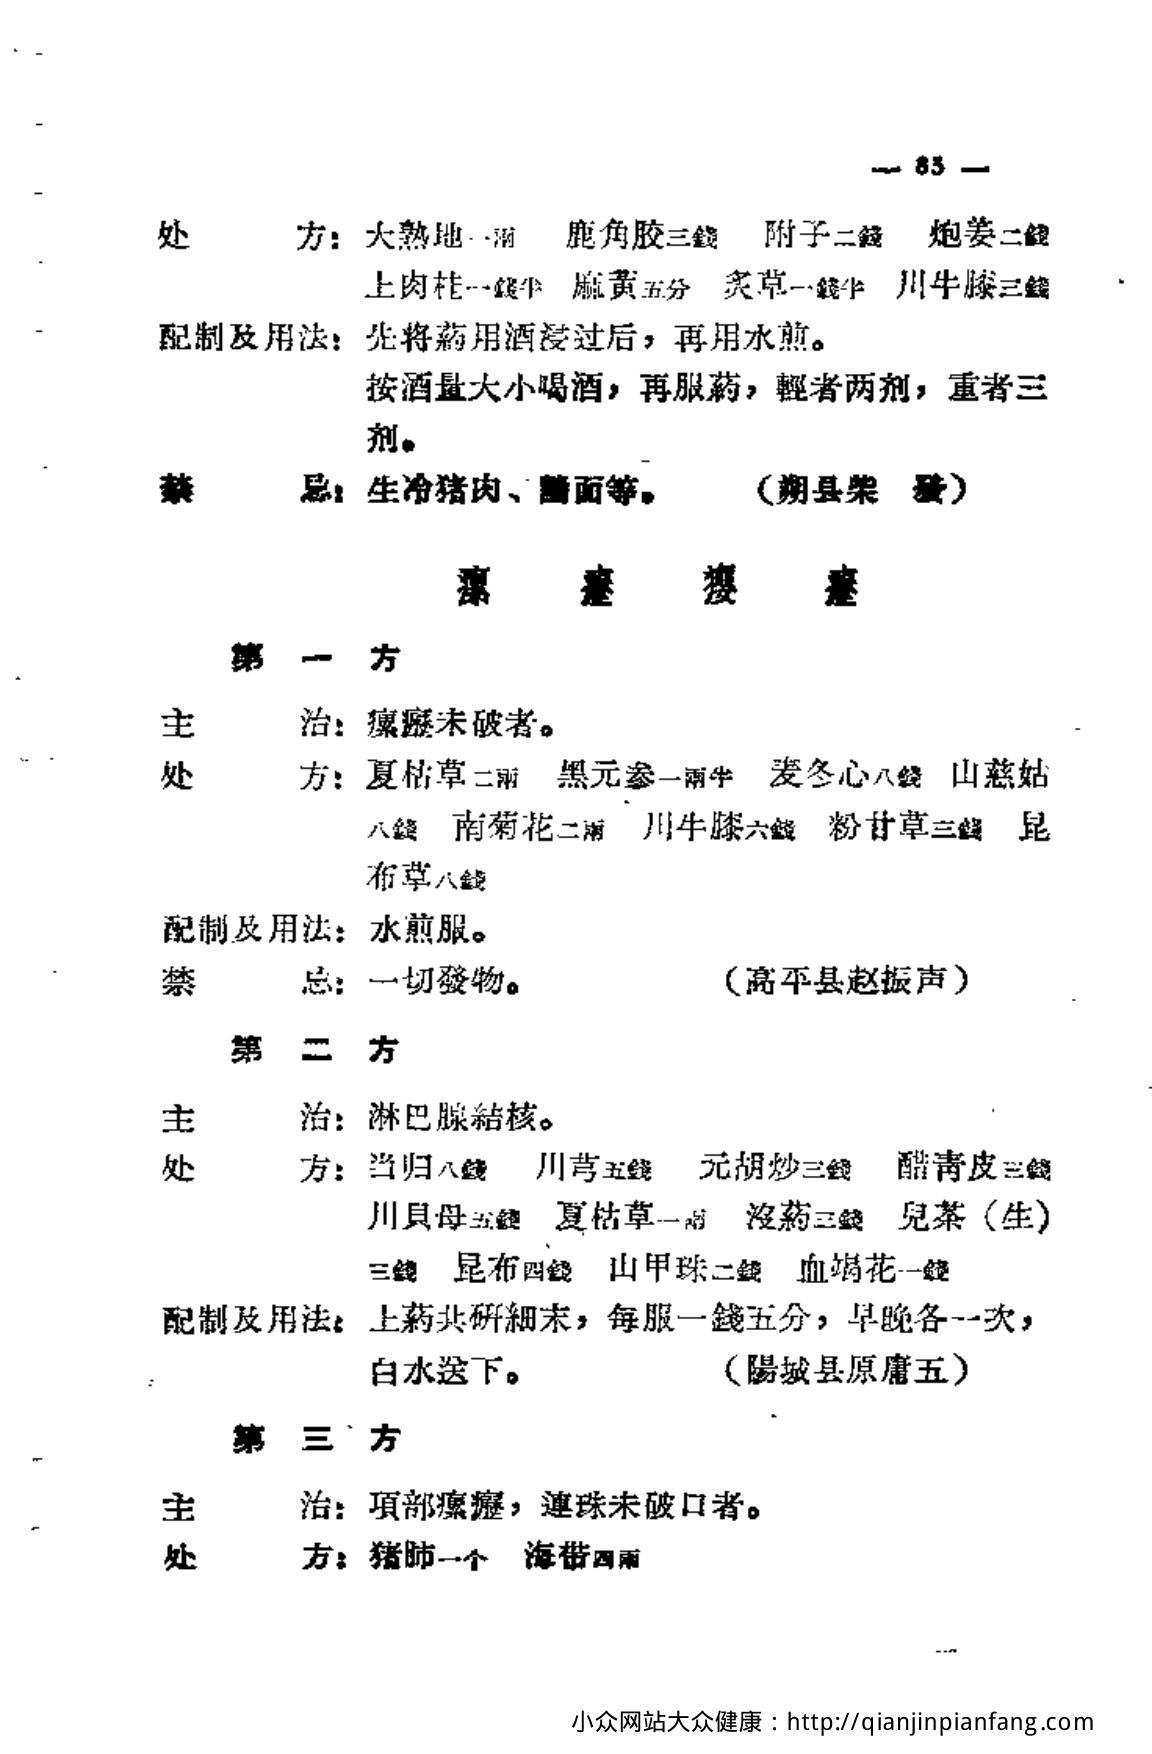 — 85 —
处方：大熟地一兩 鹿角胶三錢 附子二錢 炮姜二錢
上肉桂一錢半 麻黃五分 炙草一錢半 川牛膝三錢
配制及用法：先将葯用酒浸过后，再用水煎。
按酒量大小喝酒，再服葯，輕者两剂，重者三
剂。
禁忌：生冷猪肉、面等。（朔县柴 發）
瘰癧瘿癧
第一方
主治：瘰癧未破者。
处方：夏枯草二兩 黑元参一兩半 麦冬心八錢 山慈姑
八錢 南菊花二兩 川牛膝六錢 粉甘草三錢 昆
布草八錢
配制及用法：水煎服。
禁忌：一切發物。（高平县赵振声）
第二方
主治：淋巴腺結核。
处方：当归八錢 川芎五錢 元胡炒三錢 醋青皮三錢
川貝母五錢 夏枯草一兩 沒葯三錢 兒茶（生）
三錢 昆布四錢 山甲珠二錢 血竭花一錢
配制及用法：上葯共研細末，每服一錢五分，早晚各一次，
白水送下。（陽城县原庸五）
第三方
主治：項部瘰癧，連珠未破口者。
处方：猪肺一个 海带四兩
小众网站大众健康：http://qianjinpianfang.com